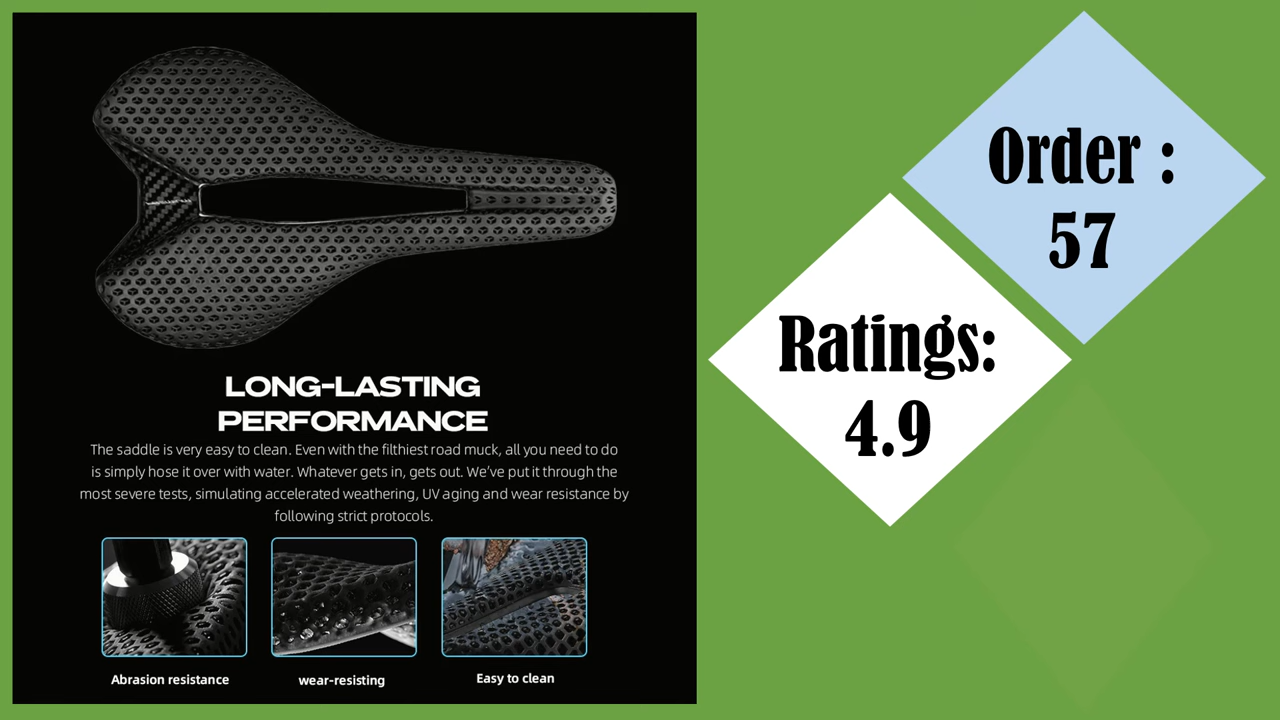 LONG-LASTING
PERFORMANCE
The saddle is very easy to clean. Even with the filthiest road muck, all you need to do
is simply hose it over with water. Whatever gets in, gets out. We've put it through the
most severe tests, simulating accelerated weathering, UV aging and wear resistance by
following strict protocols.
Abrasion resistance
wear-resisting
Easy to clean
Order :
57
Ratings:
4.9